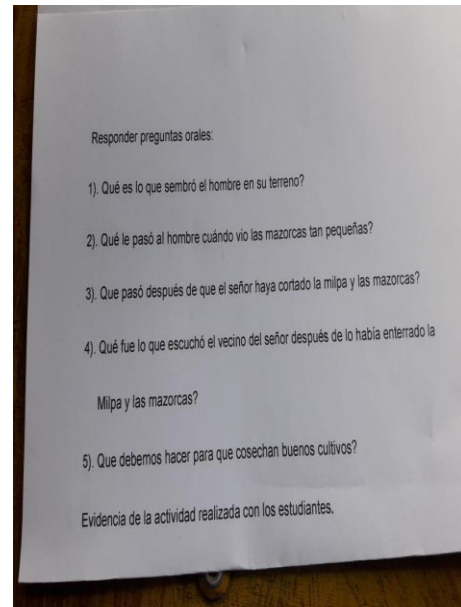 Responder preguntas orales:
1). Qué es lo que sembró el hombre en su terreno?
2). Qué le pasó al hombre cuándo vio las mazorcas tan pequeñas?
3). Que pasó después de que el señor haya cortado la milpa y las mazorcas?
4). Qué fue lo que escuchó el vecino del señor después de lo había enterrado la
Milpa y las mazorcas?
5). Que debemos hacer para que cosechan buenos cultivos?
Evidencia de la actividad realizada con los estudiantes.